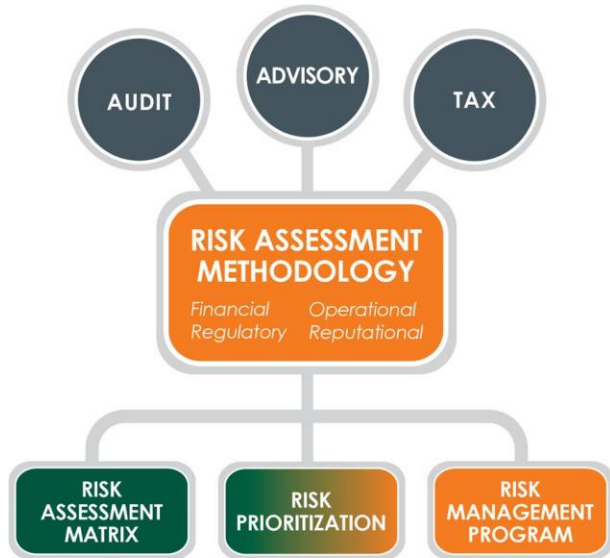 AUDIT
ADVISORY
TAX
RISK ASSESSMENT
METHODOLOGY
Financial Operational
Regulatory Reputational
RISK
ASSESSMENT
MATRIX
RISK
PRIORITIZATION
RISK
MANAGEMENT
PROGRAM